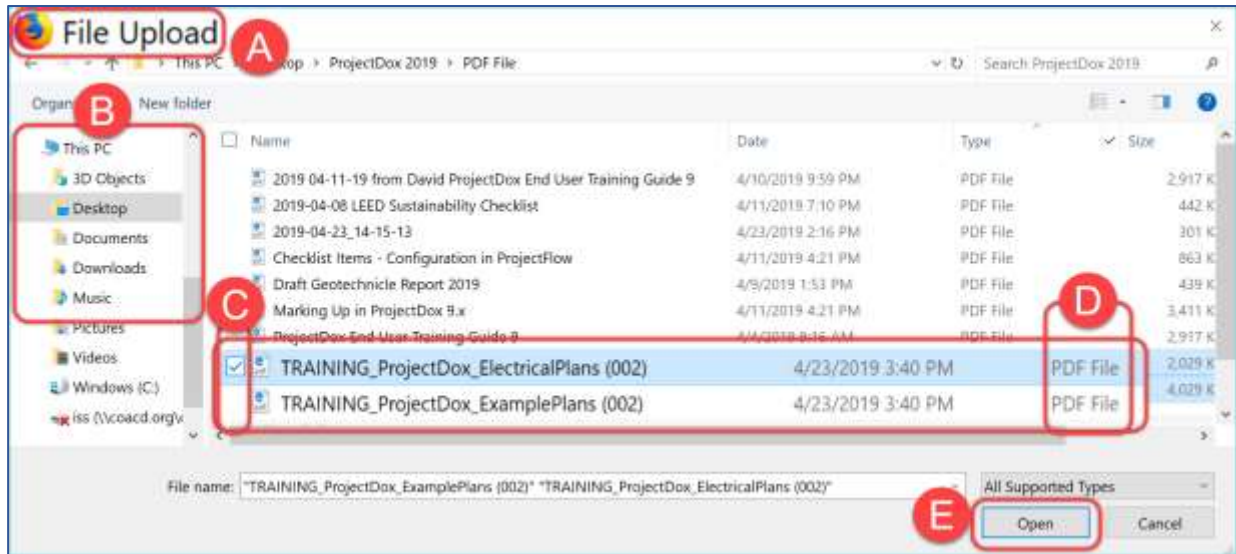 File Upload
A
This PC › › ProjectDox 2019 › PDF File
Search ProjectDox 2019
B
New folder
Name Date Type Size
This PC
3D Objects
Desktop
Documents
Downloads
Music
Pictures
Videos
Windows (C:)
2019 04-11-19 from David ProjectDox End User Training Guide 9 4/10/2019 9:59 PM PDF File 2,917 K
2019-04-08 LEED Sustainability Checklist 4/11/2019 7:10 PM PDF File 442 K
2019-04-23_14-15-13 4/23/2019 2:16 PM PDF File 301 K
Checklist Items - Configuration in ProjectFlow 4/11/2019 4:21 PM PDF File 863 K
Draft Geotechnicle Report 2019 4/9/2019 1:53 PM PDF File 439 K
C
D
Marking Up in ProjectDox 9.x 4/11/2019 4:21 PM PDF File 3,411 K
ProjectDox End User Training Guide 9 PDF File 2,917 K
TRAINING_ProjectDox_ElectricalPlans (002) 4/23/2019 3:40 PM PDF File 2,029 K
TRAINING_ProjectDox_ExamplePlans (002) 4/23/2019 3:40 PM PDF File 4,029 K
File name: "TRAINING_ProjectDox_ExamplePlans (002)" "TRAINING_ProjectDox_ElectricalPlans (002)" All Supported Types
E
Open Cancel